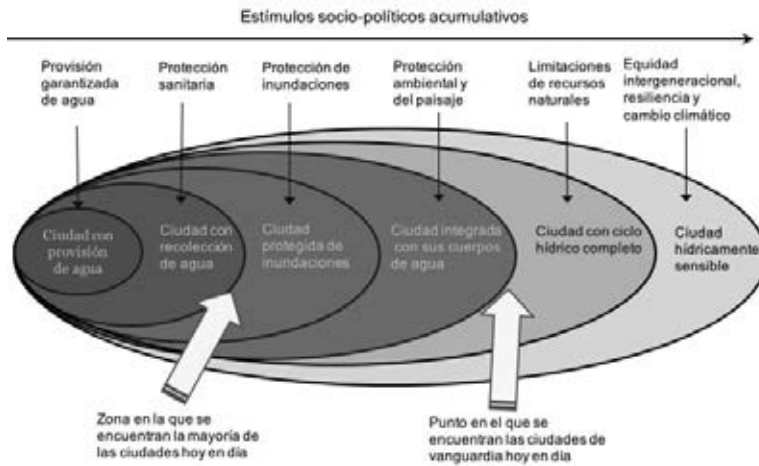 Estímulos socio-políticos acumulativos
Provisión
garantizada
de agua
Protección
sanitaria
Protección de
inundaciones
Protección
ambiental y
del paisaje
Limitaciones
de recursos
naturales
Equidad
intergeneracional,
resiliencia y
cambio climático
Ciudad con
provisión
de agua
Ciudad con
recolección
de agua
Ciudad
protegida de
inundaciones
Ciudad integrada
con sus cuerpos
de agua
Ciudad con ciclo
hídrico completo
Ciudad
hídricamente
sensible
Zona en la que se
encuentran la mayoría de
las ciudades hoy en día
Punto en el que se
encuentran las ciudades de
vanguardia hoy en día